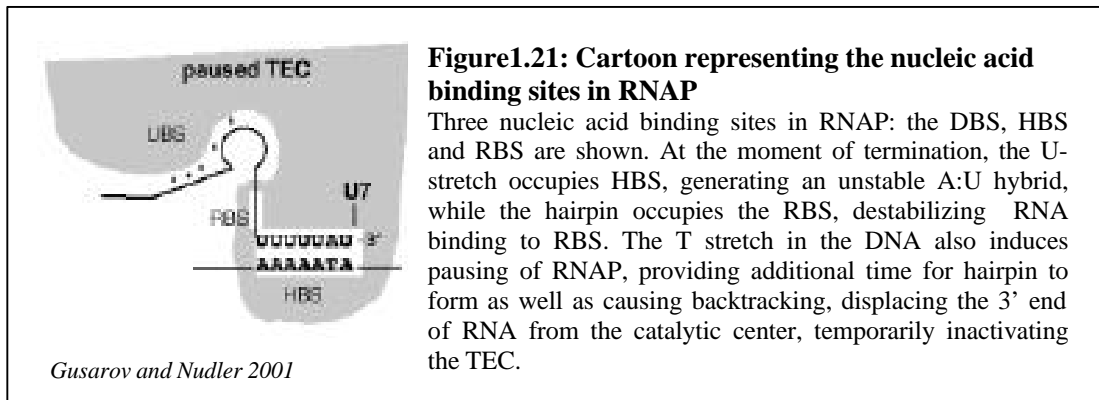 paused TEC
UBS
RBS
U7
UUUUUAU 3'
AAAAATA
HBS
Gusarov and Nudler 2001
Figure1.21: Cartoon representing the nucleic acid
binding sites in RNAP
Three nucleic acid binding sites in RNAP: the DBS, HBS
and RBS are shown. At the moment of termination, the U-
stretch occupies HBS, generating an unstable A:U hybrid,
while the hairpin occupies the RBS, destabilizing RNA
binding to RBS. The T stretch in the DNA also induces
pausing of RNAP, providing additional time for hairpin to
form as well as causing backtracking, displacing the 3’ end
of RNA from the catalytic center, temporarily inactivating
the TEC.